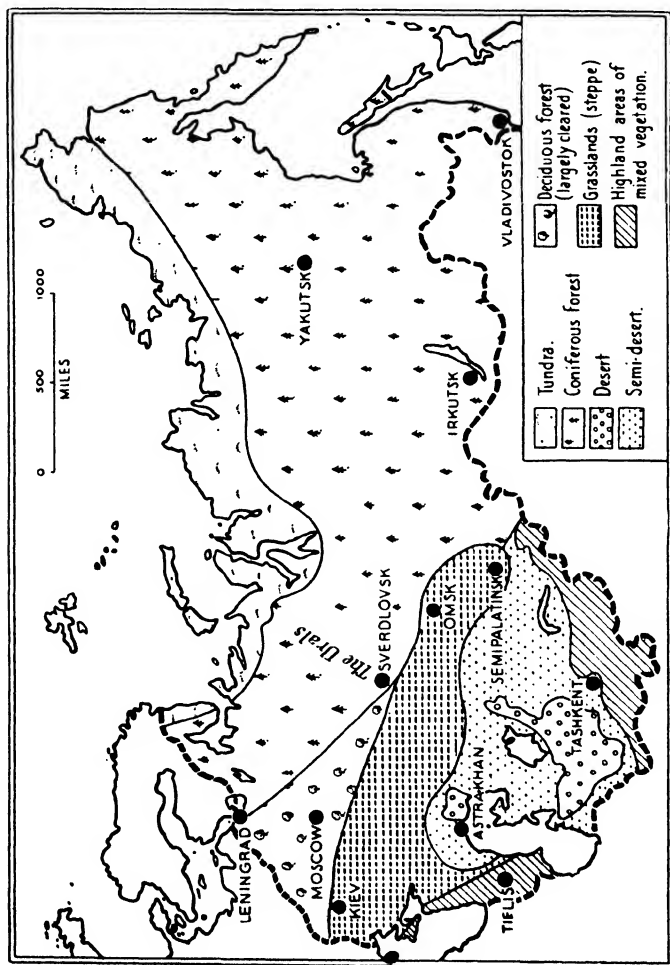 0 500 1000
MILES
YAKUTSK
VLADIVOSTOK
IRKUTSK
The Urals
SVERDLOVSK
OMSK
SEMIPALATINSK
LENINGRAD
MOSCOW
KIEV
ASTRAKHAN
TASHKENT
TIFLIS
Tundra.
Coniferous Forest
Desert
Semi-desert.
Deciduous forest
(largely cleared)
Grasslands (steppe)
Highland areas of
mixed vegetation.